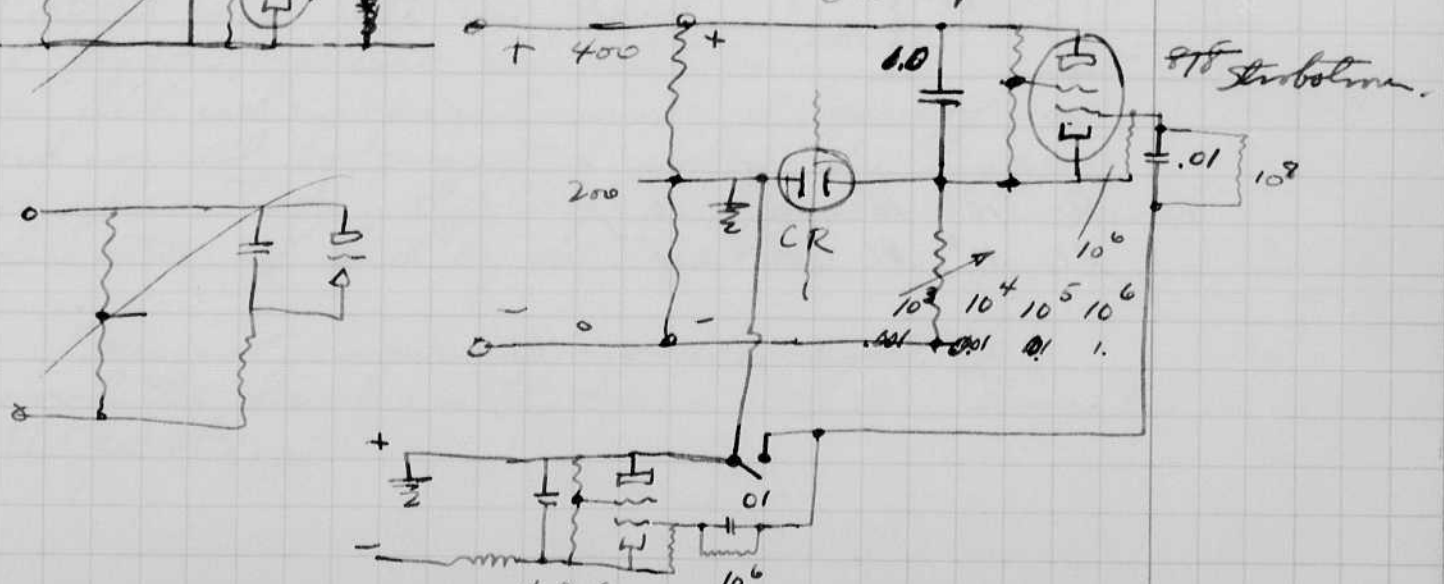 + 400 +
1.0
878 Strobotron.
.01
10⁸
200
CR
10⁶
10³ 10⁴ 10⁵ 10⁶
- 0 -
.001 .01 .1 1.
+
01
-
10⁶